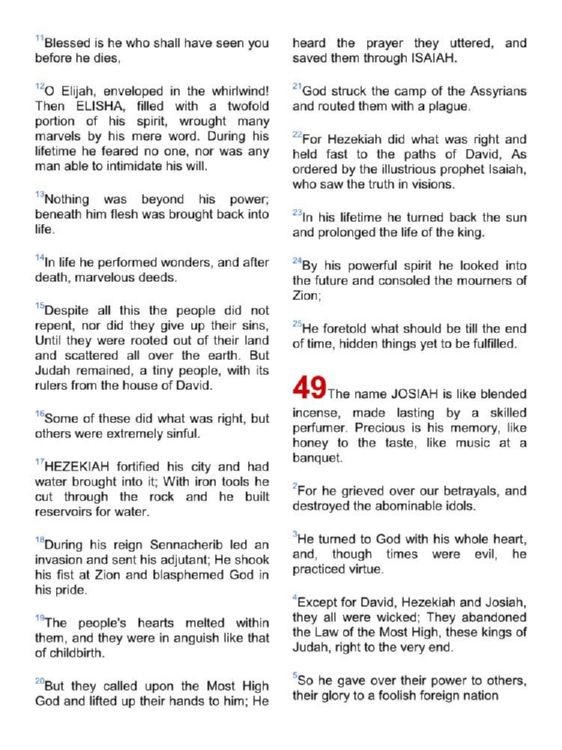 11Blessed is he who shall have seen you
before he dies,
12O Elijah, enveloped in the whirlwind!
Then ELISHA, filled with a twofold
portion of his spirit, wrought many
marvels by his mere word. During his
lifetime he feared no one, nor was any
man able to intimidate his will.
13Nothing was beyond his power;
beneath him flesh was brought back into
life.
14In life he performed wonders, and after
death, marvelous deeds.
15Despite all this the people did not
repent, nor did they give up their sins,
Until they were rooted out of their land
and scattered all over the earth. But
Judah remained, a tiny people, with its
rulers from the house of David.
16Some of these did what was right, but
others were extremely sinful.
17HEZEKIAH fortified his city and had
water brought into it; With iron tools he
cut through the rock and he built
reservoirs for water.
18During his reign Sennacherib led an
invasion and sent his adjutant; He shook
his fist at Zion and blasphemed God in
his pride.
19The people's hearts melted within
them, and they were in anguish like that
of childbirth.
20But they called upon the Most High
God and lifted up their hands to him; He
heard the prayer they uttered, and
saved them through ISAIAH.
21God struck the camp of the Assyrians
and routed them with a plague.
22For Hezekiah did what was right and
held fast to the paths of David, As
ordered by the illustrious prophet Isaiah,
who saw the truth in visions.
23In his lifetime he turned back the sun
and prolonged the life of the king.
24By his powerful spirit he looked into
the future and consoled the mourners of
Zion;
25He foretold what should be till the end
of time, hidden things yet to be fulfilled.
49The name JOSIAH is like blended
incense, made lasting by a skilled
perfumer. Precious is his memory, like
honey to the taste, like music at a
banquet.
2For he grieved over our betrayals, and
destroyed the abominable idols.
3He turned to God with his whole heart,
and, though times were evil, he
practiced virtue.
4Except for David, Hezekiah and Josiah,
they all were wicked; They abandoned
the Law of the Most High, these kings of
Judah, right to the very end.
5So he gave over their power to others,
their glory to a foolish foreign nation